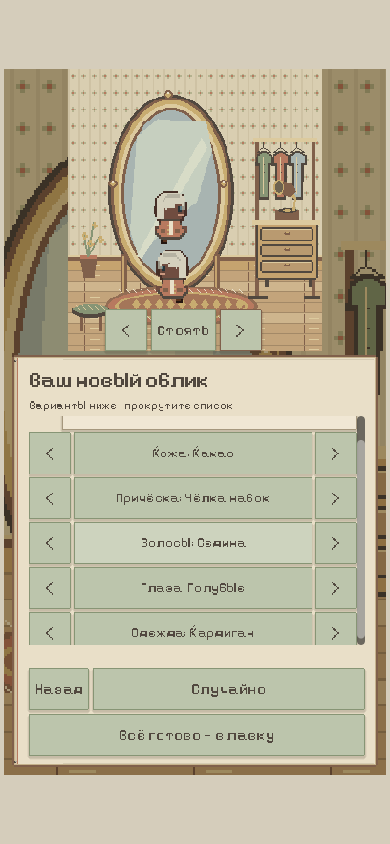 Стоять
Ваш новый облик
Варианты ниже прокрутите список
Кожа: Какао
Причёска: Чёлка набок
Волосы: Седина
Глаза Голубые
Одежда: Кардиган
Назад
Случайно
Всё готово - в лавку